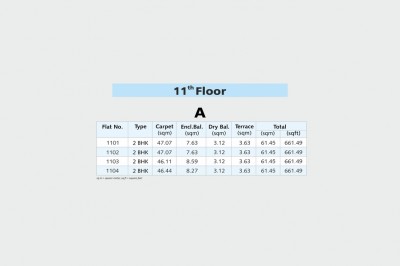 11th Floor
A
Flat No. Type Carpet (sqm) Encl.Bal. (sqm) Dry Bal. (sqm) Terrace (sqm) Total (sqm) (sqft)
1101 2 BHK 47.07 7.63 3.12 3.63 61.45 661.49
1102 2 BHK 47.07 7.63 3.12 3.63 61.45 661.49
1103 2 BHK 46.11 8.59 3.12 3.63 61.45 661.49
1104 2 BHK 46.44 8.27 3.12 3.63 61.45 661.49